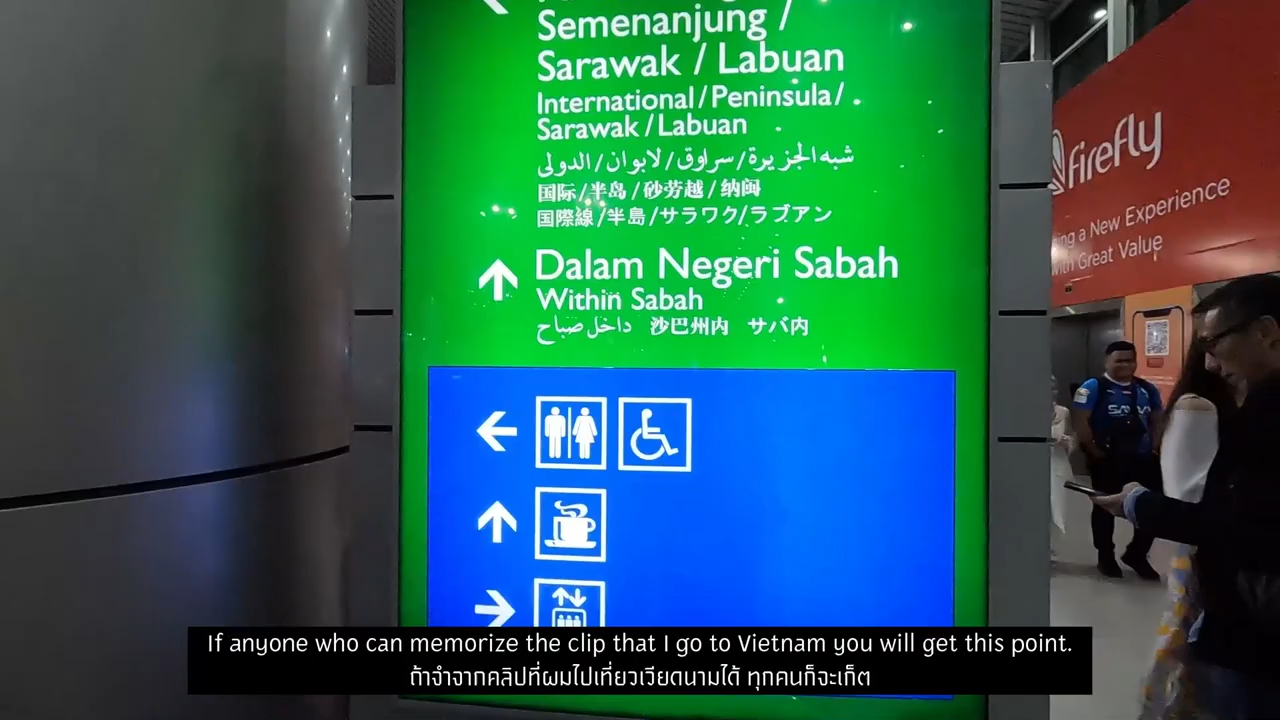 Semenanjung /
Sarawak / Labuan
International / Peninsula /
Sarawak / Labuan
شبه الجزيرة/سراوق/لابوان/الدولى
国际/半岛/砂劳越/纳闽
国際線/半島/サラワク/ラブアン
Dalam Negeri Sabah
Within Sabah
داخل صباح 沙巴州内 サバ内
firefly
a New Experience
with Great Value
If anyone who can memorize the clip that I go to Vietnam you will get this point.
ถ้าจำจากคลิปที่ผมไปเที่ยวเวียดนามได้ ทุกคนก็จะเก็ต